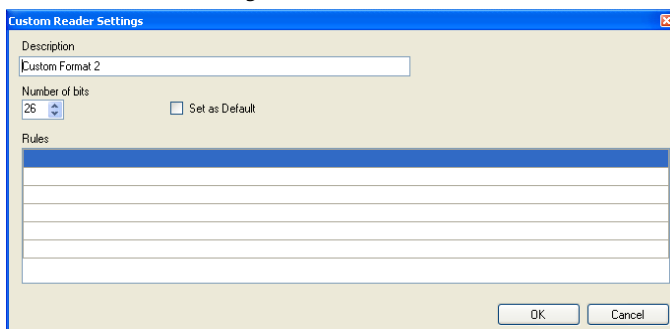 Custom Reader Settings
Description
Custom Format 2
Number of bits
26
Set as Default
Rules
OK
Cancel